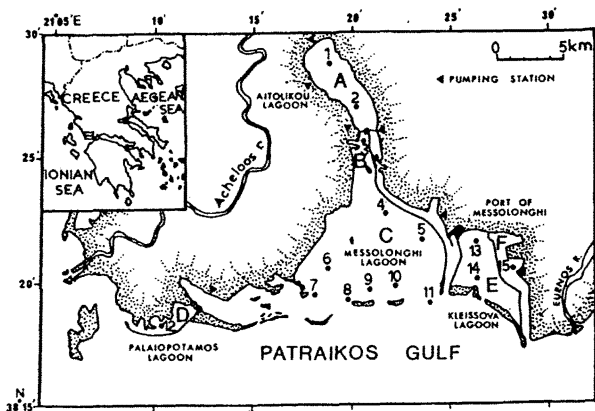 21°05'E
10'
15'
20'
25'
30'
30'
0 5km
PUMPING STATION
GREECE
AEGEAN
SEA
IONIAN
SEA
1
A
2
AITOLIKOU
LAGOON
Acheloos r.
25'
B
3
4
C
5
PORT OF
MESSOLONGHI
MESSOLONGHI
LAGOON
6
7
8
9
10
11
13
14
15
F
E
KLEISSOVA
LAGOON
EVINOS R.
20'
D
PALAIOPOTAMOS
LAGOON
PATRAIKOS GULF
N
38°15'